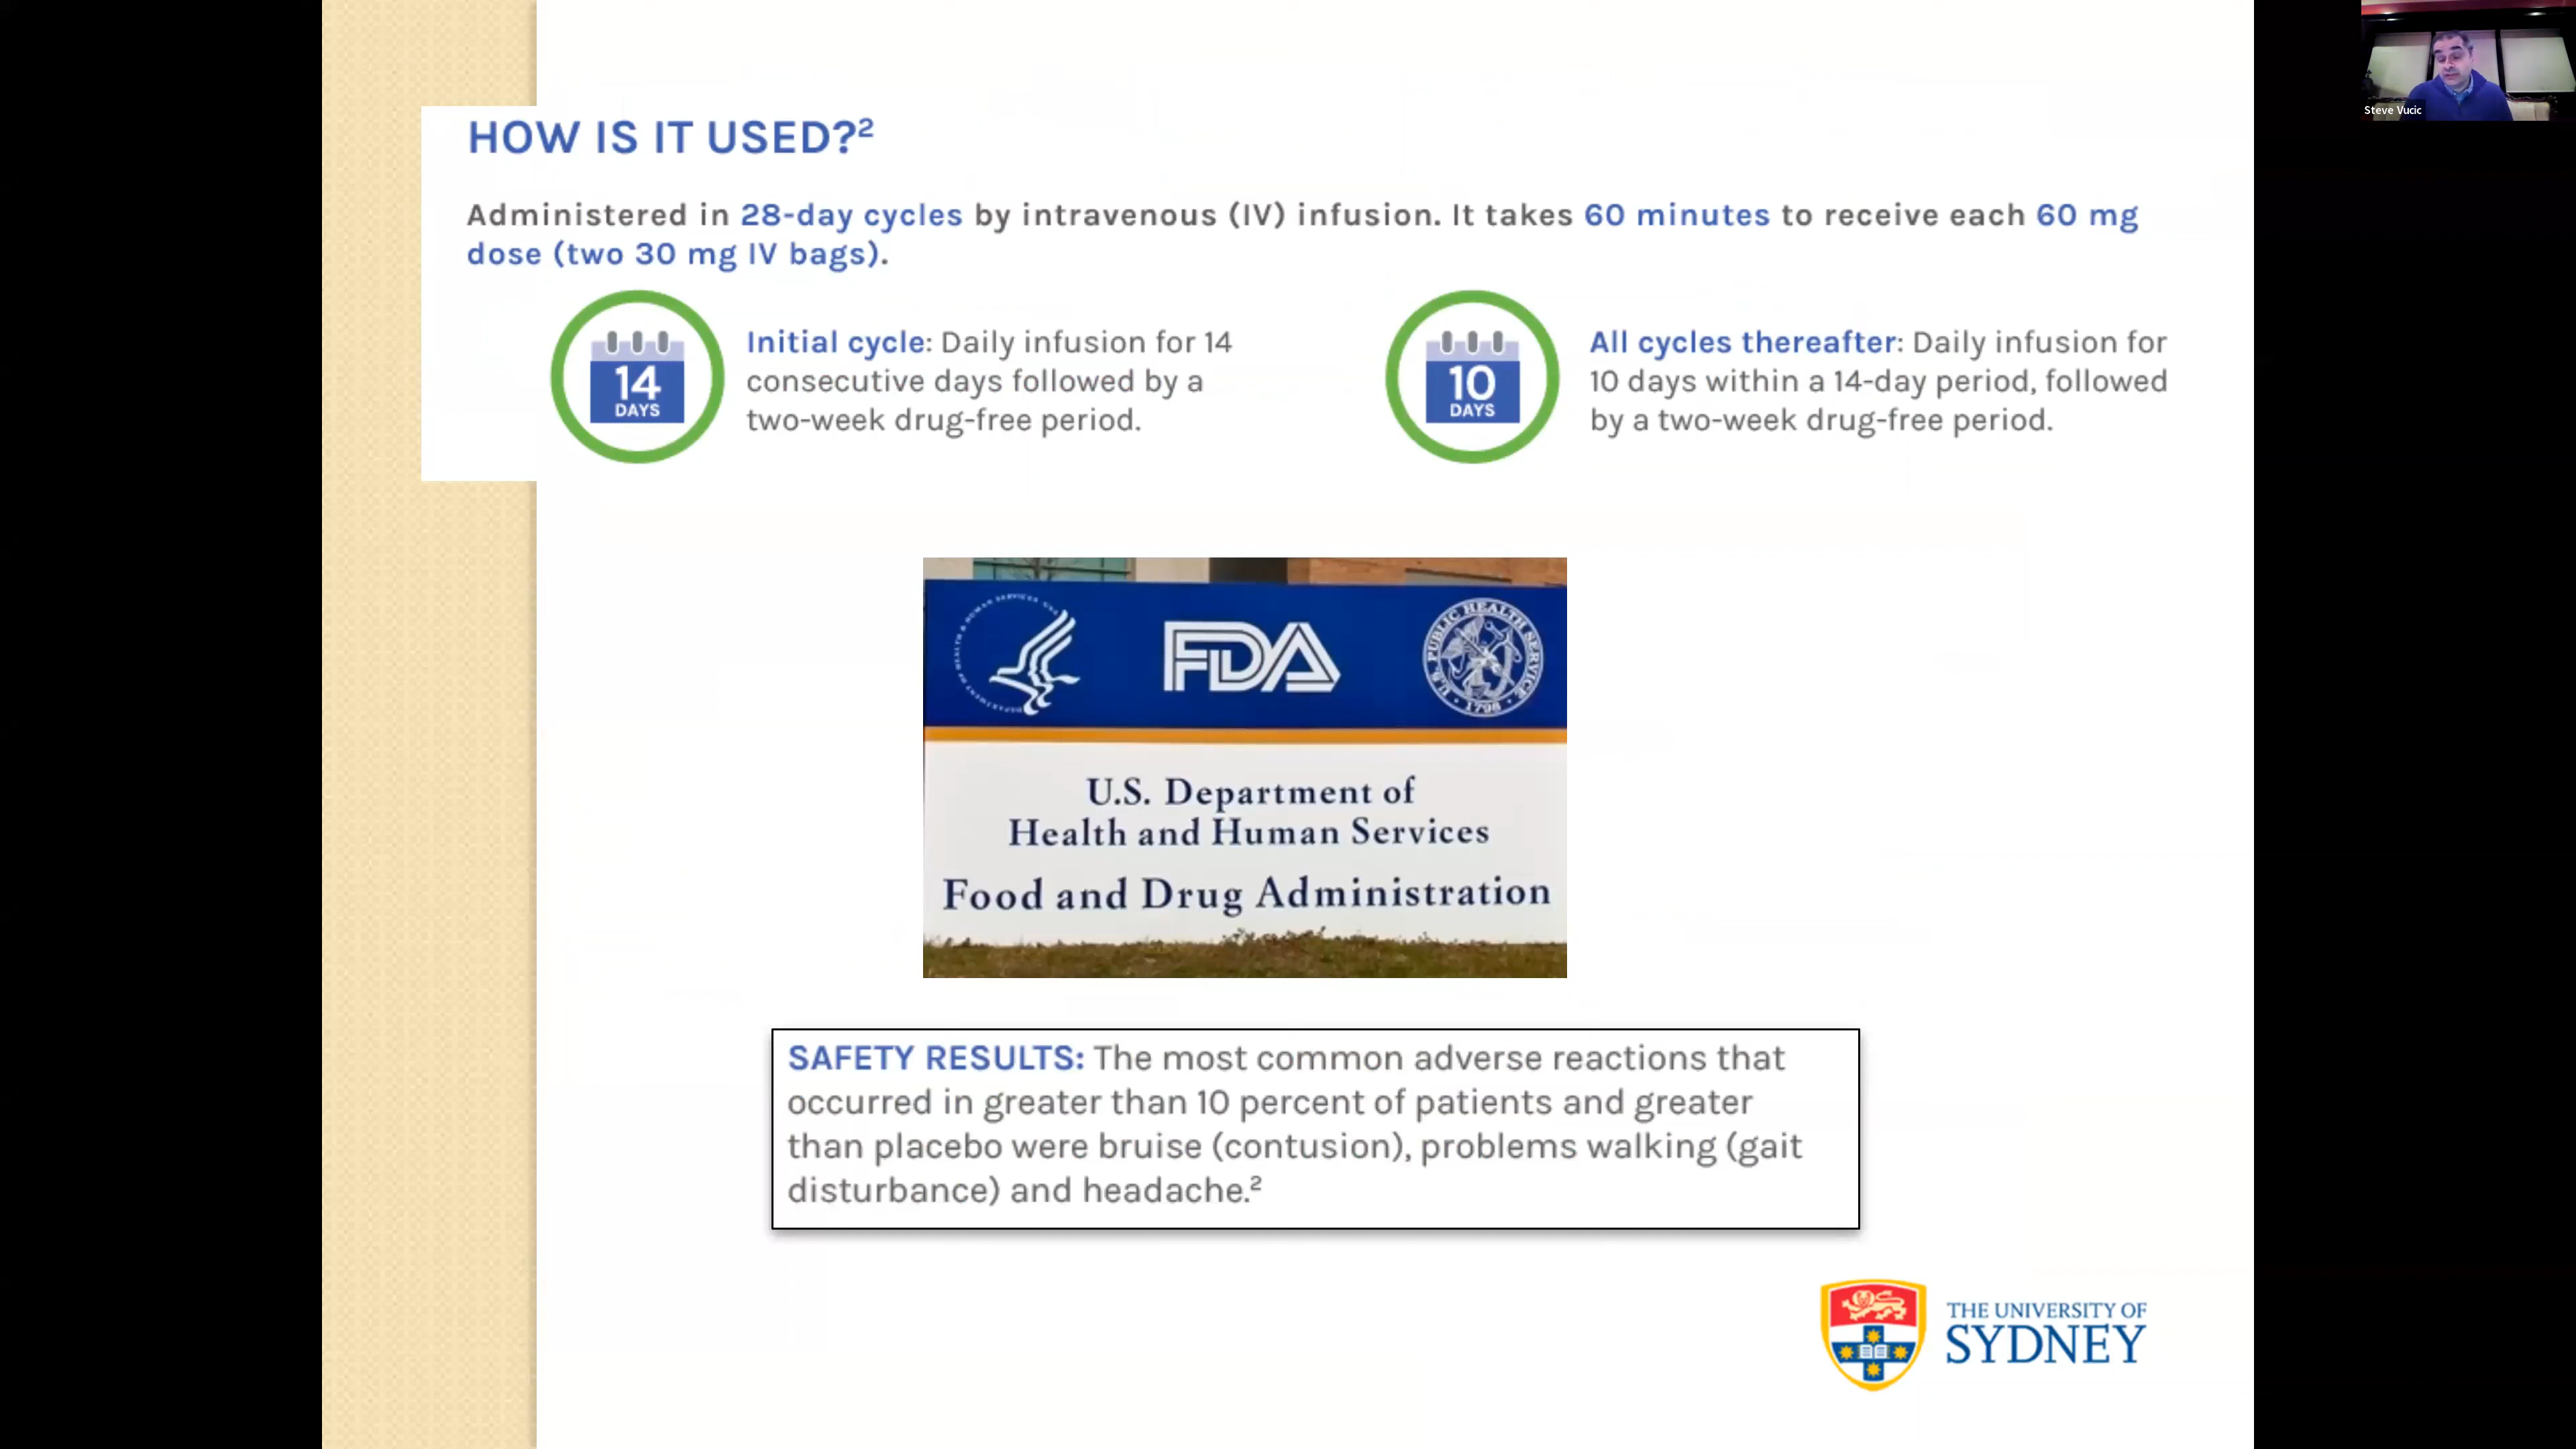 Steve Vucic
HOW IS IT USED?²
Administered in 28-day cycles by intravenous (IV) infusion. It takes 60 minutes to receive each 60 mg
dose (two 30 mg IV bags).
14
DAYS
Initial cycle: Daily infusion for 14
consecutive days followed by a
two-week drug-free period.
10
DAYS
All cycles thereafter: Daily infusion for
10 days within a 14-day period, followed
by a two-week drug-free period.
FDA
U.S. PUBLIC HEALTH SERVICE
1798
U.S. Department of
Health and Human Services
Food and Drug Administration
SAFETY RESULTS: The most common adverse reactions that
occurred in greater than 10 percent of patients and greater
than placebo were bruise (contusion), problems walking (gait
disturbance) and headache.²
THE UNIVERSITY OF
SYDNEY